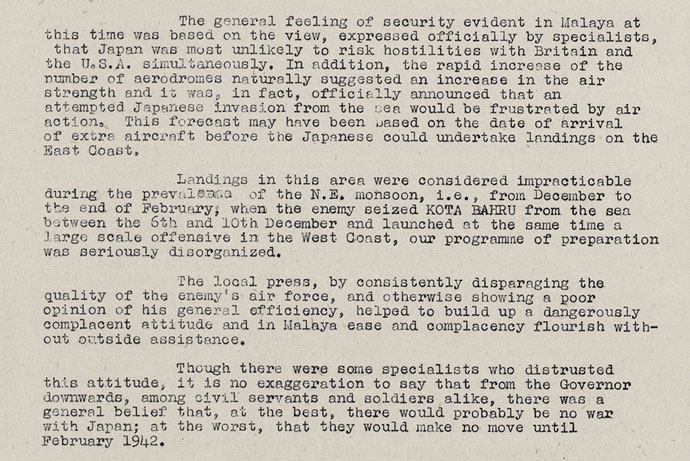 The general feeling of security evident in Malaya at
this time was based on the view, expressed officially by specialists,
that Japan was most unlikely to risk hostilities with Britain and
the U.S.A. simultaneously. In addition, the rapid increase of the
number of aerodromes naturally suggested an increase in the air
strength and it was, in fact, officially announced that an
attempted Japanese invasion from the sea would be frustrated by air
action. This forecast may have been based on the date of arrival
of extra aircraft before the Japanese could undertake landings on the
East Coast.
Landings in this area were considered impracticable
during the prevalence of the N.E. monsoon, i.e., from December to
the end of February; when the enemy seized KOTA BAHRU from the sea
between the 6th and 10th December and launched at the same time a
large scale offensive in the West Coast, our programme of preparation
was seriously disorganized.
The local press, by consistently disparaging the
quality of the enemy's air force, and otherwise showing a poor
opinion of his general efficiency, helped to build up a dangerously
complacent attitude and in Malaya ease and complacency flourish with-
out outside assistance.
Though there were some specialists who distrusted
this attitude, it is no exaggeration to say that from the Governor
downwards, among civil servants and soldiers alike, there was a
general belief that, at the best, there would probably be no war
with Japan; at the worst, that they would make no move until
February 1942.